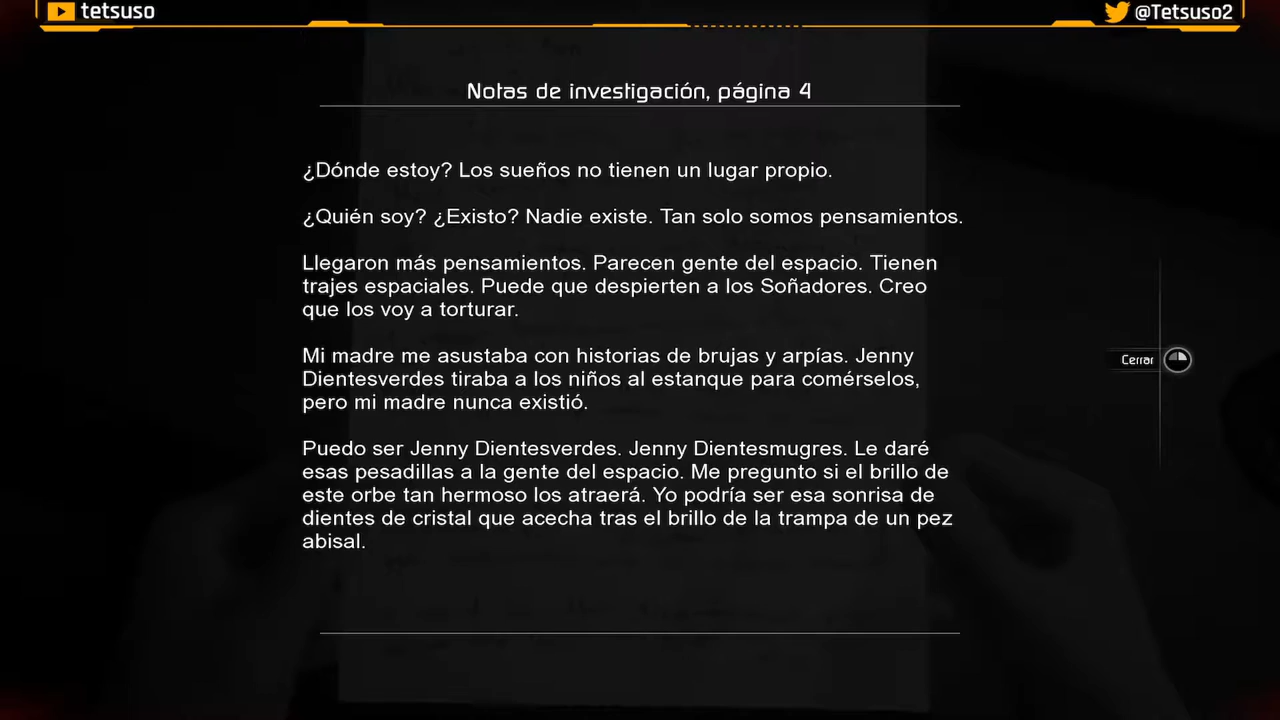 tetsuso
@Tetsuso2
Notas de investigación, página 4
¿Dónde estoy? Los sueños no tienen un lugar propio.
¿Quién soy? ¿Existo? Nadie existe. Tan solo somos pensamientos.
Llegaron más pensamientos. Parecen gente del espacio. Tienen
trajes espaciales. Puede que despierten a los Soñadores. Creo
que los voy a torturar.
Mi madre me asustaba con historias de brujas y arpías. Jenny
Dientesverdes tiraba a los niños al estanque para comérselos,
pero mi madre nunca existió.
Puedo ser Jenny Dientesverdes. Jenny Dientesmugres. Le daré
esas pesadillas a la gente del espacio. Me pregunto si el brillo de
este orbe tan hermoso los atraerá. Yo podría ser esa sonrisa de
dientes de cristal que acecha tras el brillo de la trampa de un pez
abisal.
Cerrar